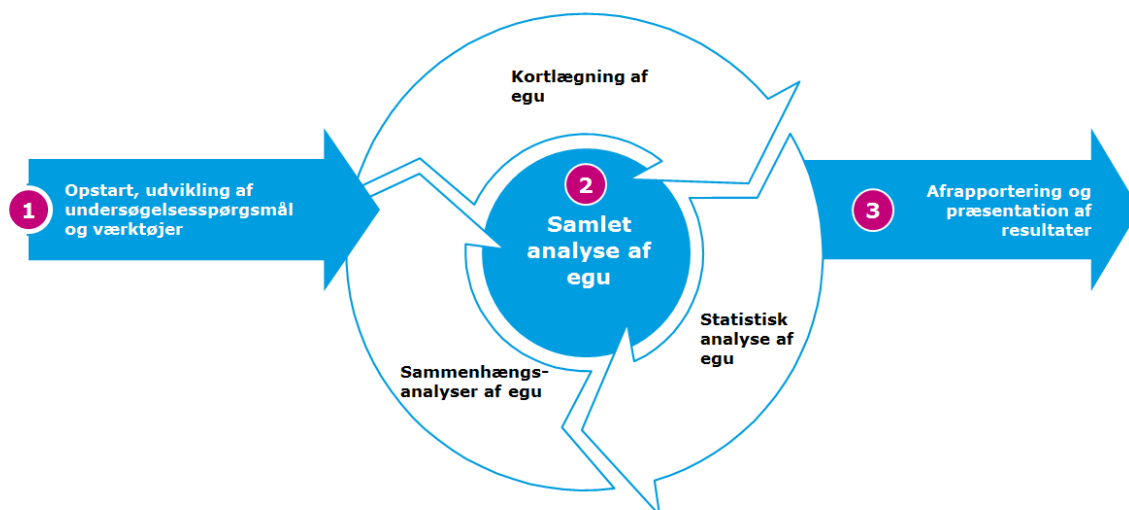 1
Opstart, udvikling af
undersøgelsesspørgsmål
og værktøjer
Kortlægning af
egu
2
Samlet
analyse af
egu
Statistisk
analyse af
egu
Sammenhængs-
analyser af egu
3
Afrapportering og
præsentation af
resultater